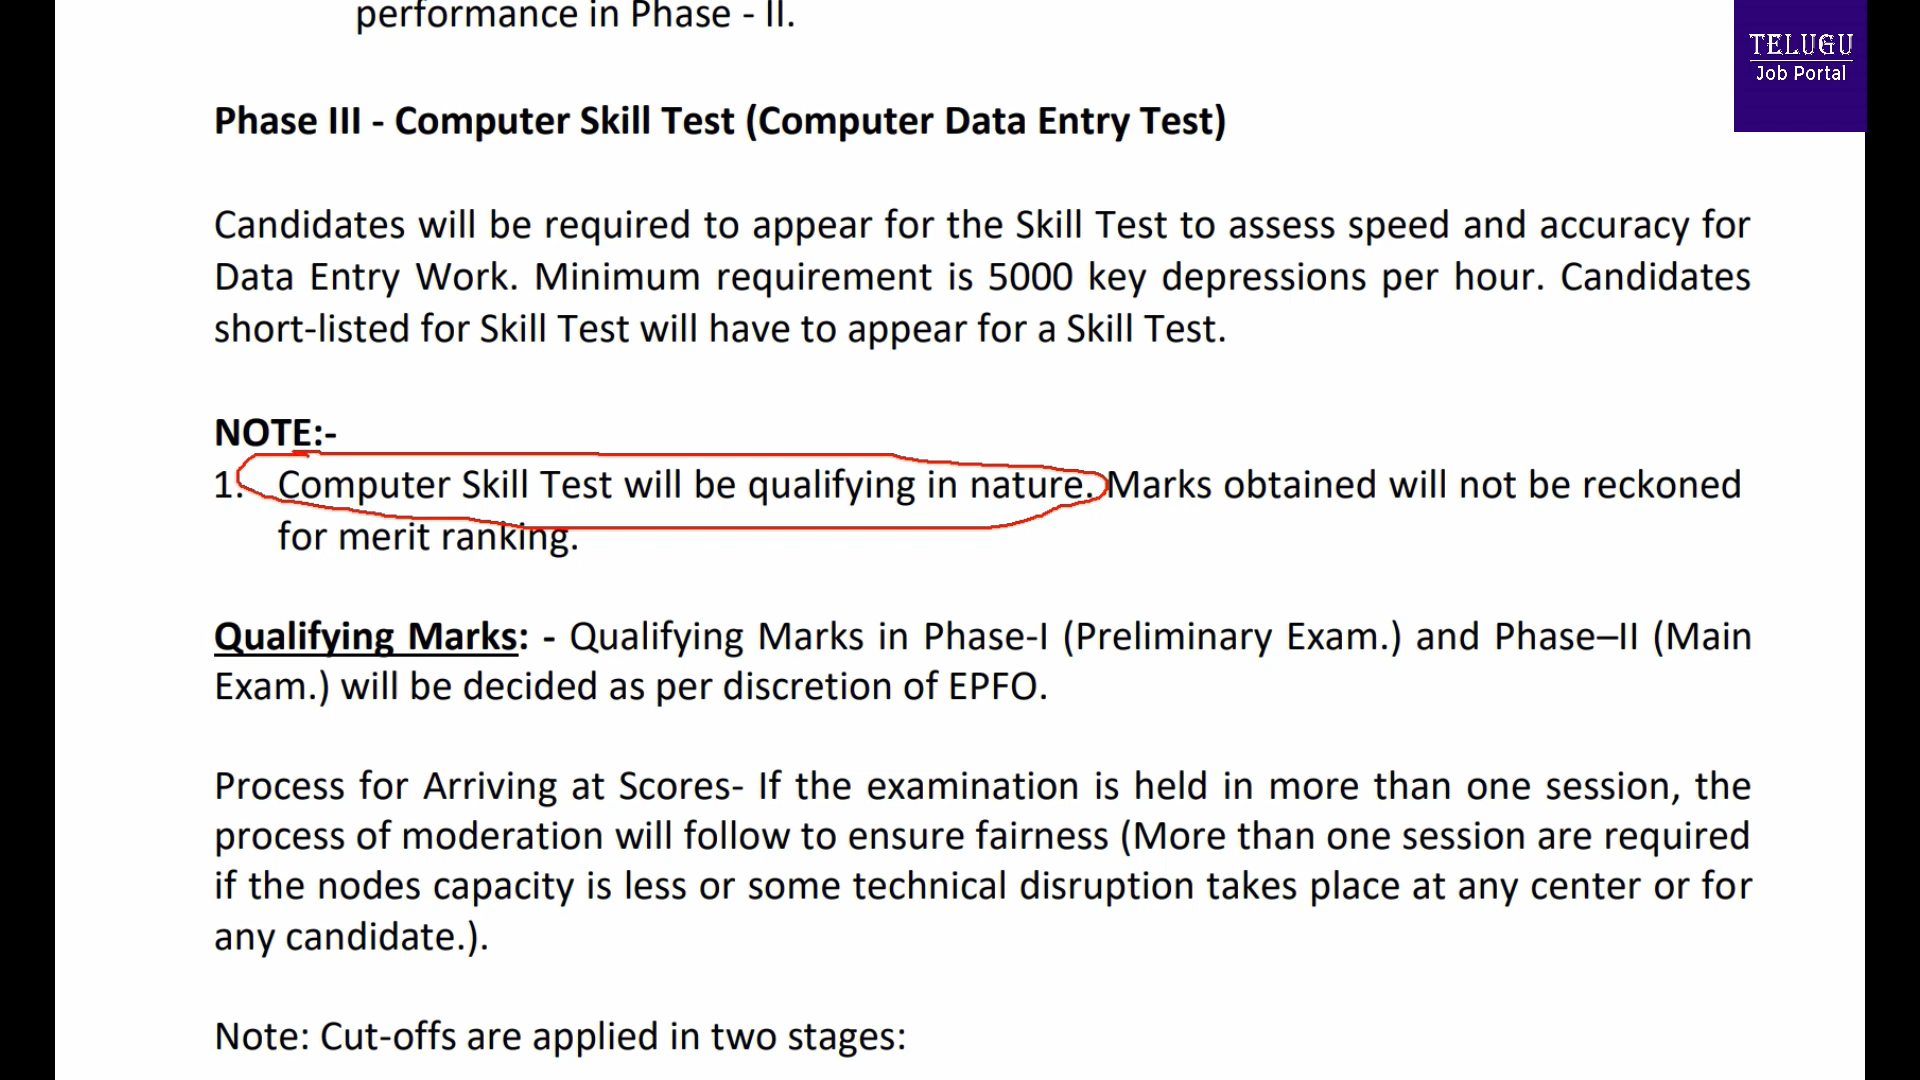 performance in Phase - II.
TELUGU
Job Portal
Phase III - Computer Skill Test (Computer Data Entry Test)
Candidates will be required to appear for the Skill Test to assess speed and accuracy for
Data Entry Work. Minimum requirement is 5000 key depressions per hour. Candidates
short-listed for Skill Test will have to appear for a Skill Test.
NOTE:-
1. Computer Skill Test will be qualifying in nature. Marks obtained will not be reckoned
for merit ranking.
Qualifying Marks: - Qualifying Marks in Phase-I (Preliminary Exam.) and Phase–II (Main
Exam.) will be decided as per discretion of EPFO.
Process for Arriving at Scores- If the examination is held in more than one session, the
process of moderation will follow to ensure fairness (More than one session are required
if the nodes capacity is less or some technical disruption takes place at any center or for
any candidate.).
Note: Cut-offs are applied in two stages: